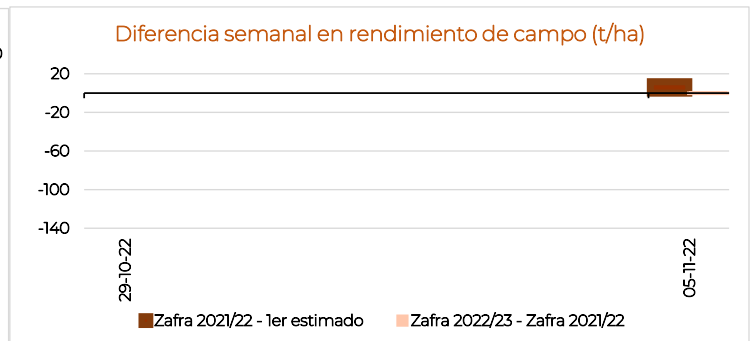 Diferencia semanal en rendimiento de campo (t/ha)
20
-20
-60
-100
-140
29-10-22
05-11-22
Zafra 2021/22 - 1er estimado
Zafra 2022/23 - Zafra 2021/22